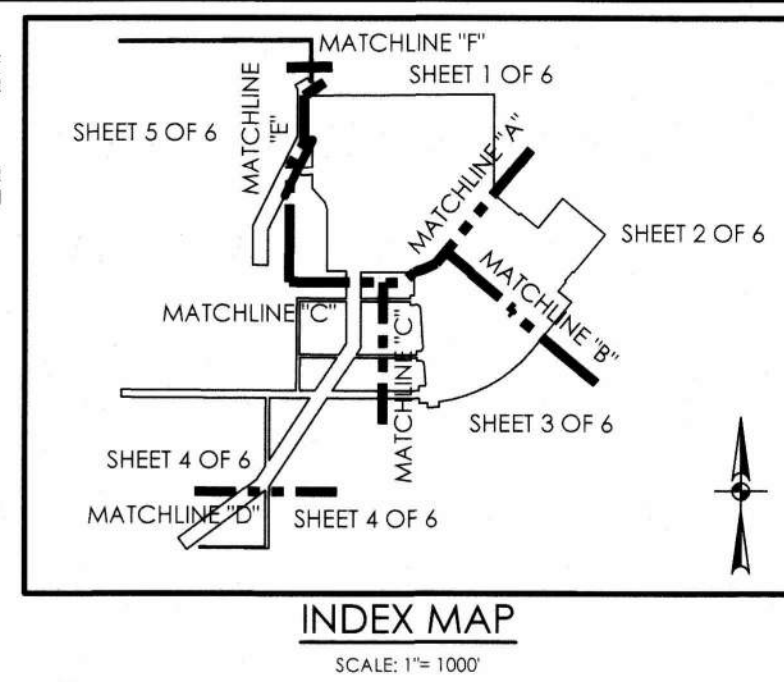 MATCHLINE "F"
SHEET 1 OF 6
MATCHLINE
"E"
SHEET 5 OF 6
MATCHLINE "A"
SHEET 2 OF 6
MATCHLINE "B"
MATCHLINE "C"
MATCHLINE "C"
SHEET 3 OF 6
SHEET 4 OF 6
MATCHLINE "D"
SHEET 4 OF 6
INDEX MAP
SCALE: 1"= 1000'